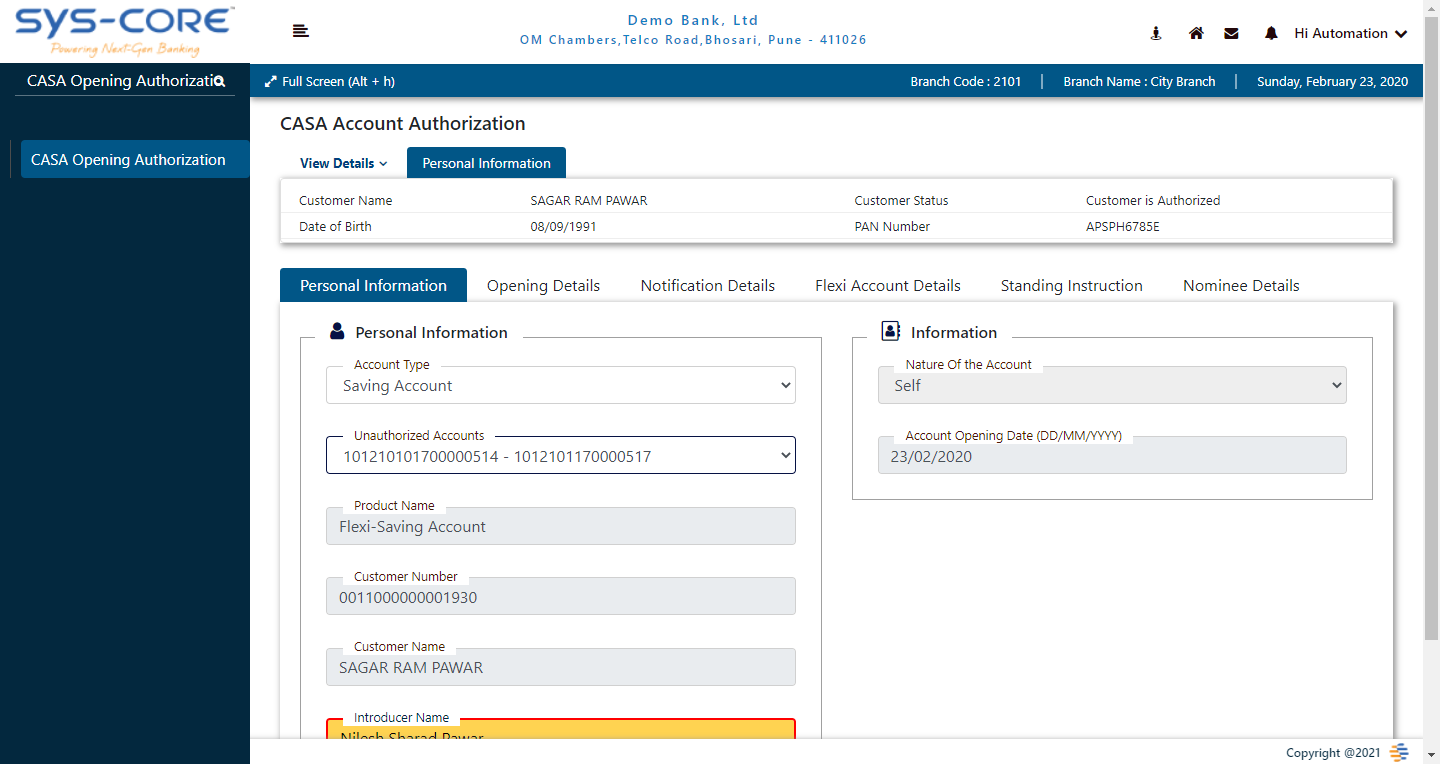 SYS-CORE™
Powering Next-Gen Banking
Demo Bank, Ltd
OM Chambers,Telco Road,Bhosari, Pune - 411026
Hi Automation
CASA Opening Authorizati
Full Screen (Alt + h)
Branch Code : 2101 | Branch Name : City Branch | Sunday, February 23, 2020
CASA Opening Authorization
CASA Account Authorization
View Details Personal Information
Customer Name SAGAR RAM PAWAR Customer Status Customer is Authorized
Date of Birth 08/09/1991 PAN Number APSPH6785E
Personal Information Opening Details Notification Details Flexi Account Details Standing Instruction Nominee Details
Personal Information
Account Type
Saving Account
Unauthorized Accounts
101210101700000514 - 1012101170000517
Product Name
Flexi-Saving Account
Customer Number
0011000000001930
Customer Name
SAGAR RAM PAWAR
Introducer Name
Nilesh Sharad Pawar
Information
Nature Of the Account
Self
Account Opening Date (DD/MM/YYYY)
23/02/2020
Copyright @2021